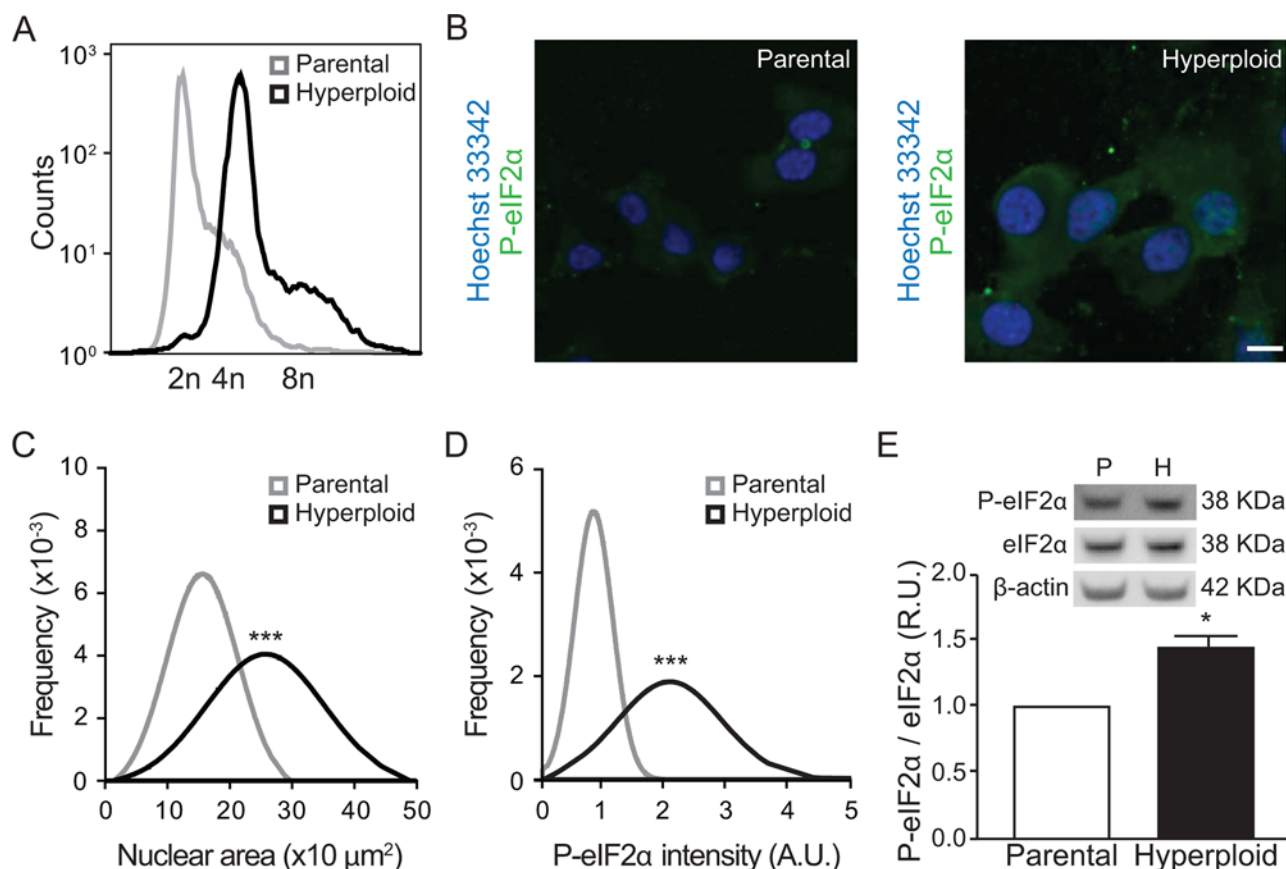 A
Parental
Hyperploid
10³
10²
10¹
10⁰
Counts
2n 4n 8n
B
Hoechst 33342
P-eIF2α
Parental
Hoechst 33342
P-eIF2α
Hyperploid
C
Parental
Hyperploid
10
8
6
4
2
0
Frequency (x10⁻³)
***
0 10 20 30 40 50
Nuclear area (x10 μm²)
D
Parental
Hyperploid
6
4
2
0
Frequency (x10⁻³)
***
0 1 2 3 4 5
P-eIF2α intensity (A.U.)
E
P H
P-eIF2α 38 KDa
eIF2α 38 KDa
β-actin 42 KDa
2.0
1.5
1.0
0.5
0.0
P-eIF2α / eIF2α (R.U.)
*
Parental Hyperploid